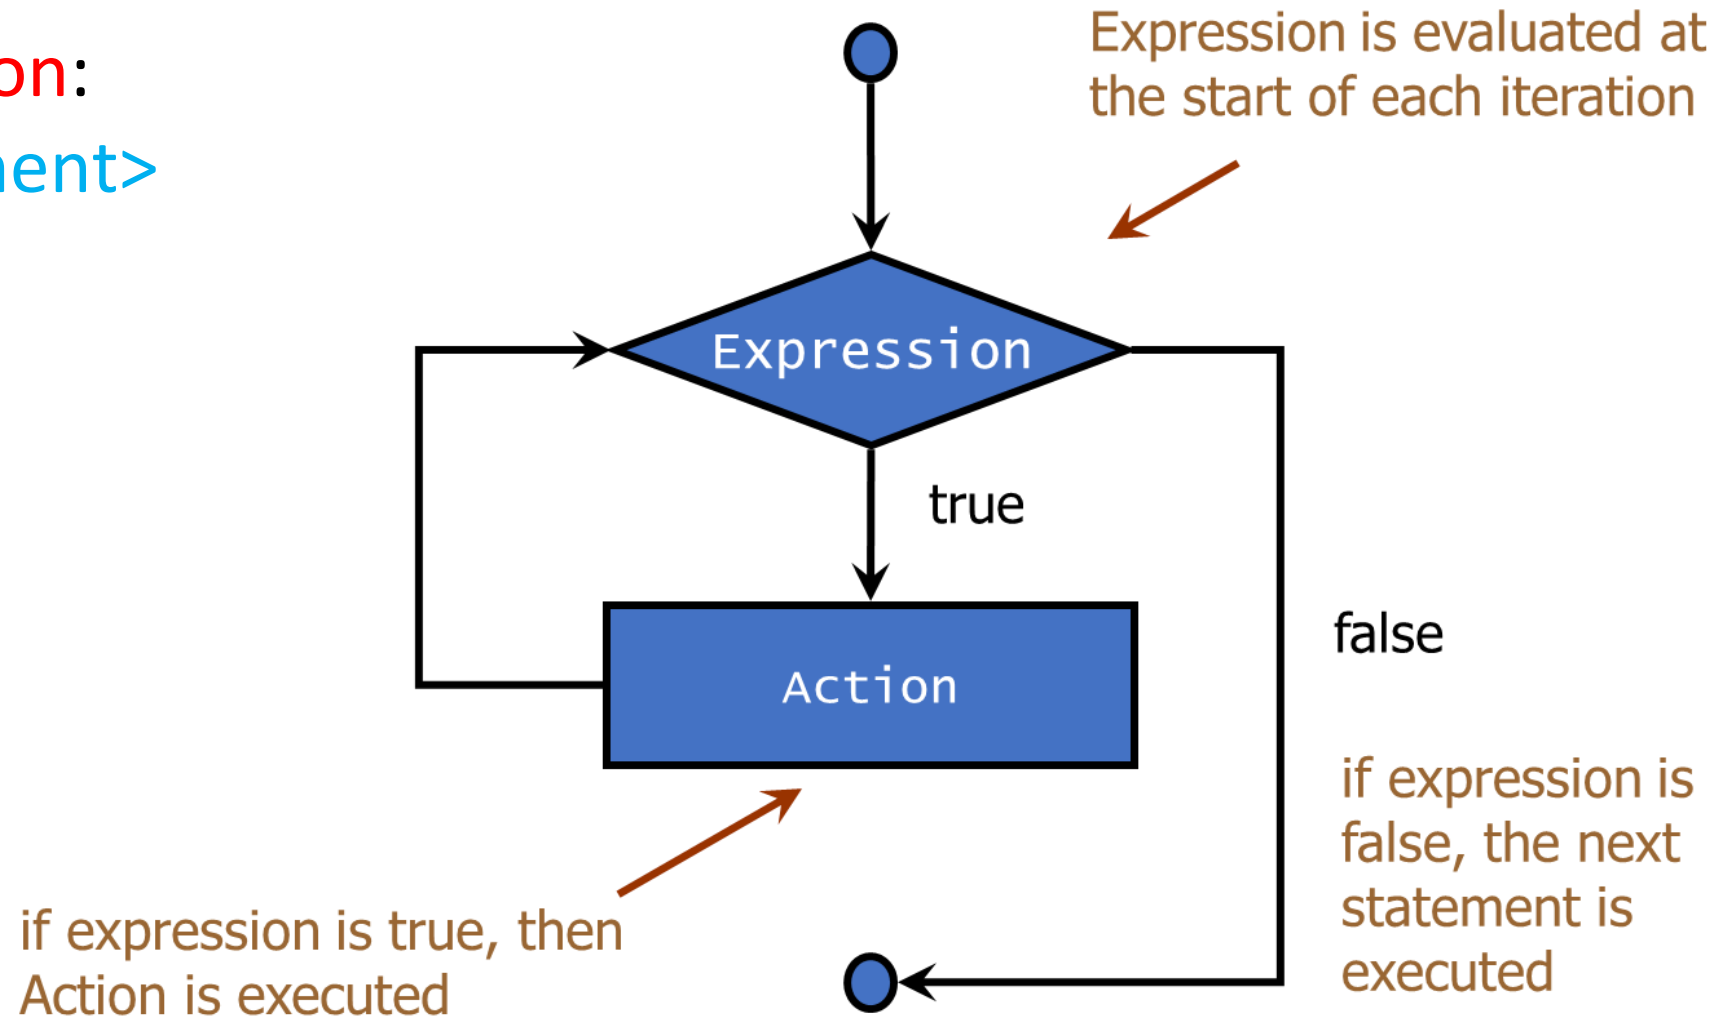 on:
ment>
Expression is evaluated at
the start of each iteration
Expression
true
false
Action
if expression is true, then
Action is executed
if expression is
false, the next
statement is
executed